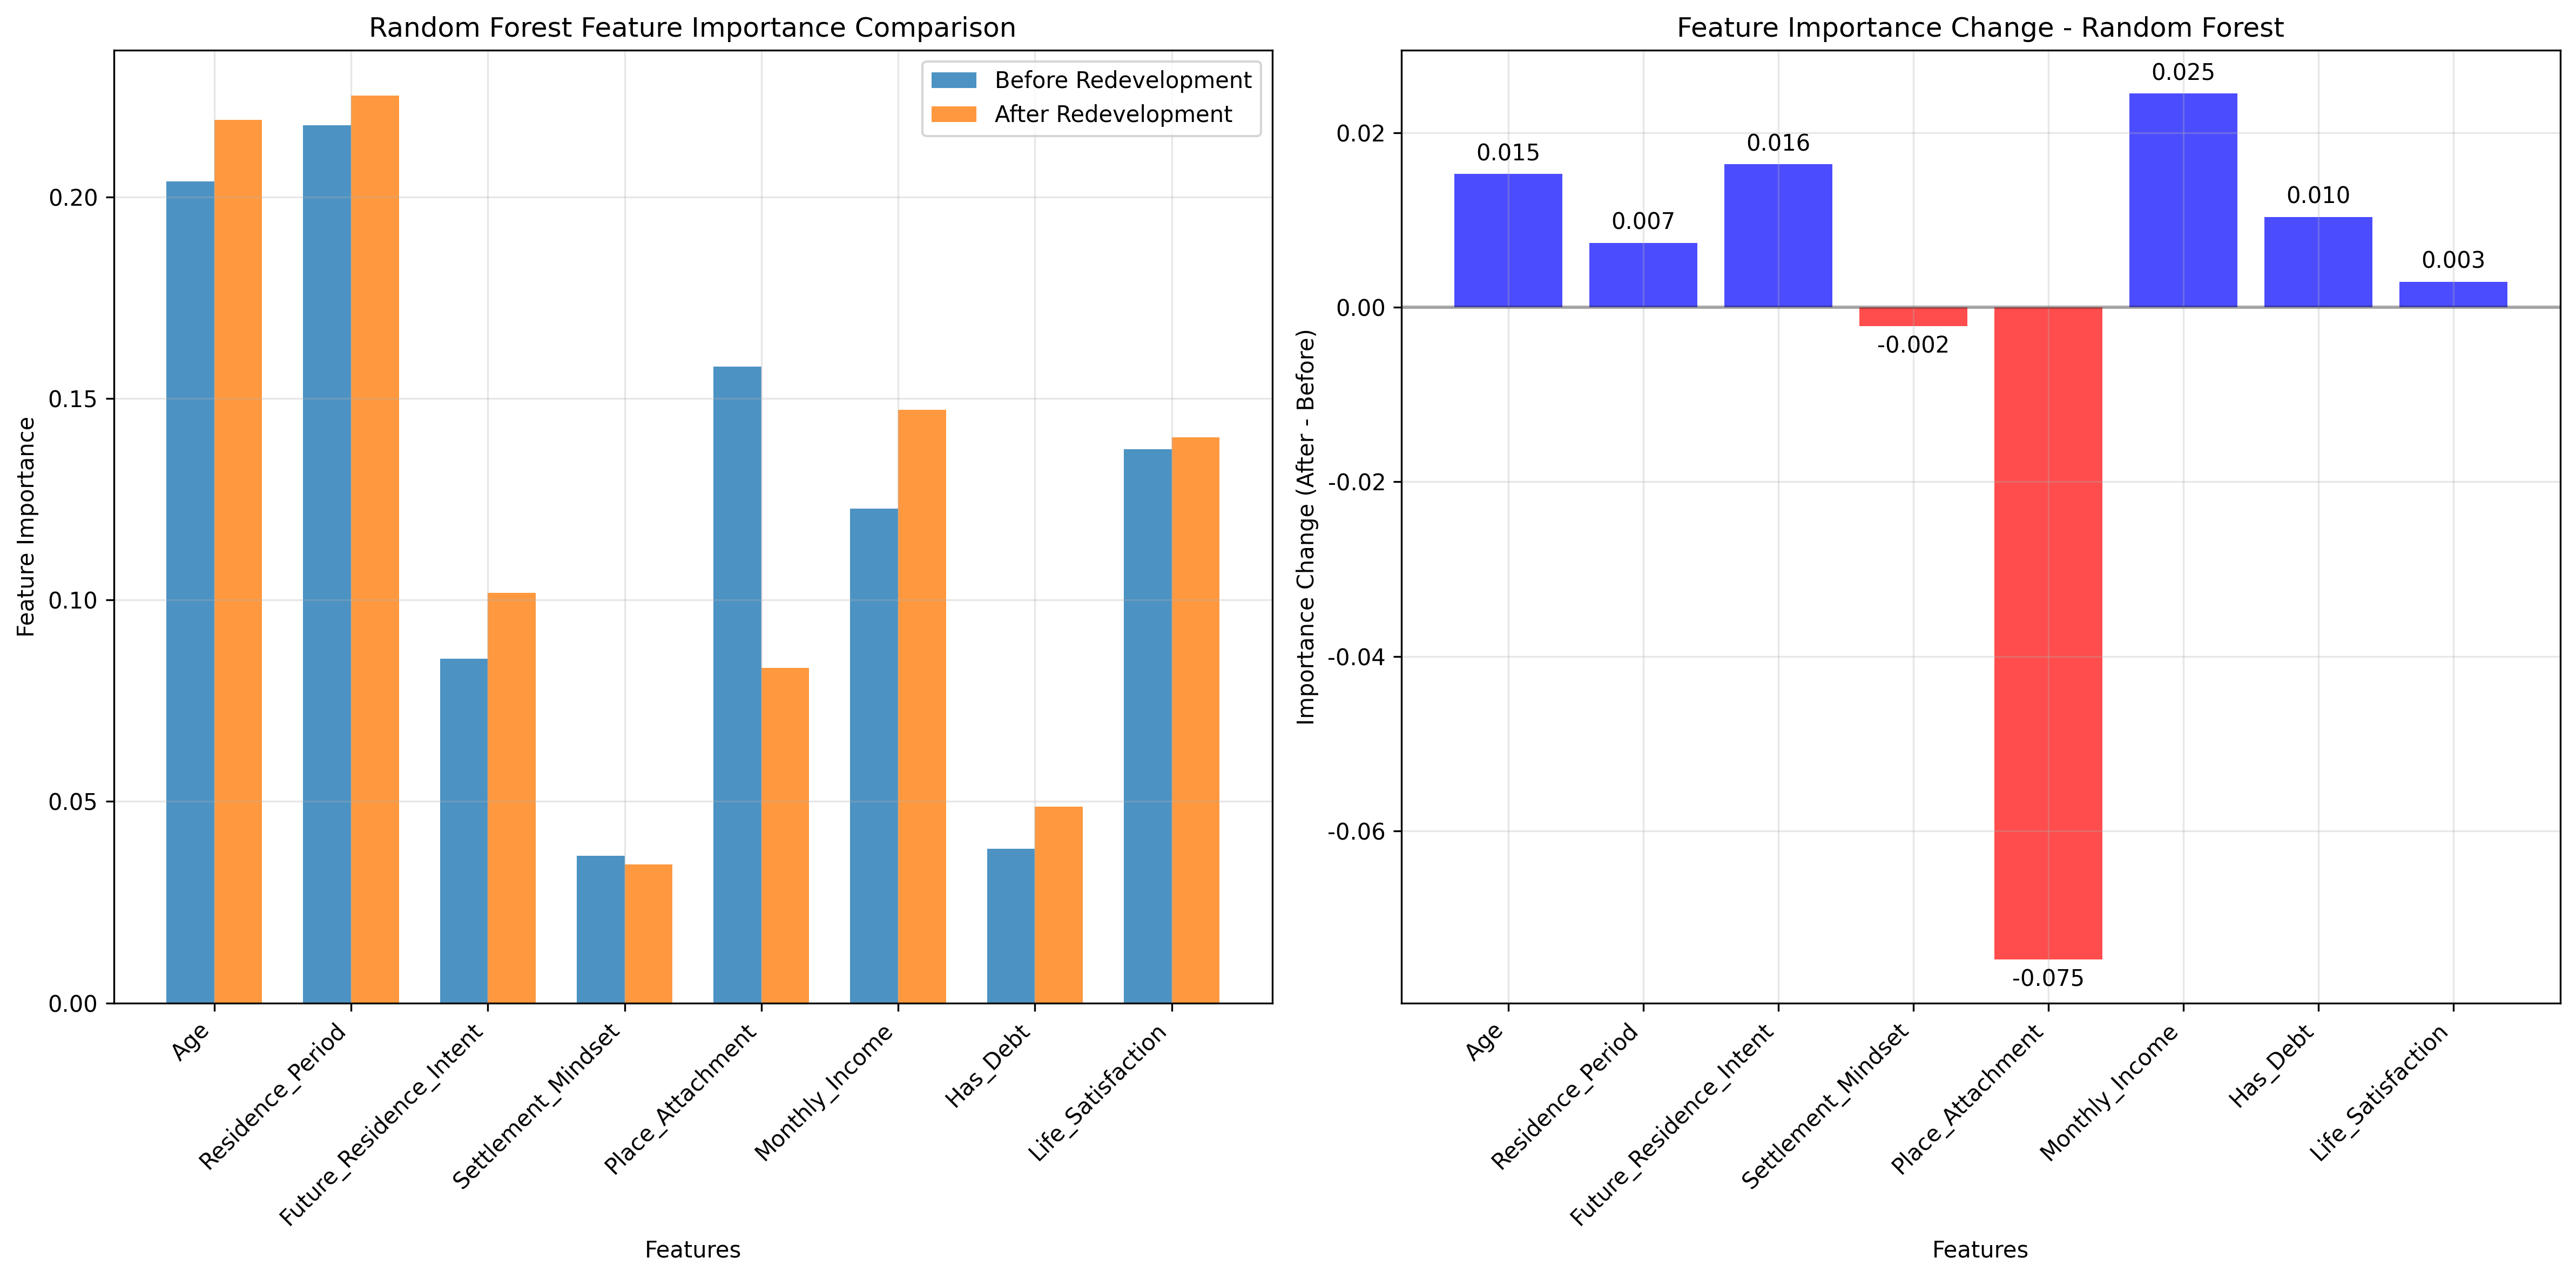 Random Forest Feature Importance Comparison
Before Redevelopment
After Redevelopment
Feature Importance
0.20
0.15
0.10
0.05
0.00
Age
Residence_Period
Future_Residence_Intent
Settlement_Mindset
Place_Attachment
Monthly_Income
Has_Debt
Life_Satisfaction
Features
Feature Importance Change - Random Forest
Importance Change (After - Before)
0.02
0.00
-0.02
-0.04
-0.06
0.015
0.007
0.016
-0.002
-0.075
0.025
0.010
0.003
Age
Residence_Period
Future_Residence_Intent
Settlement_Mindset
Place_Attachment
Monthly_Income
Has_Debt
Life_Satisfaction
Features